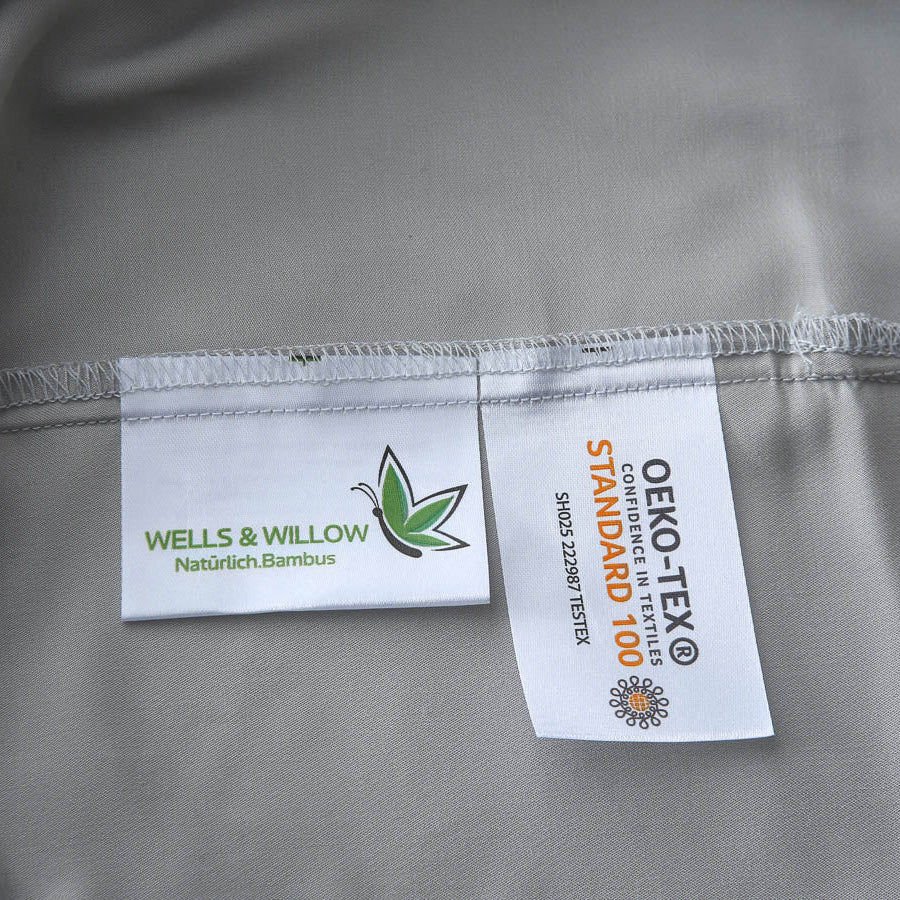 WELLS & WILLOW
Natürlich.Bambus
OEKO-TEX®
CONFIDENCE IN TEXTILES
STANDARD 100
SH025 222987 TESTEX